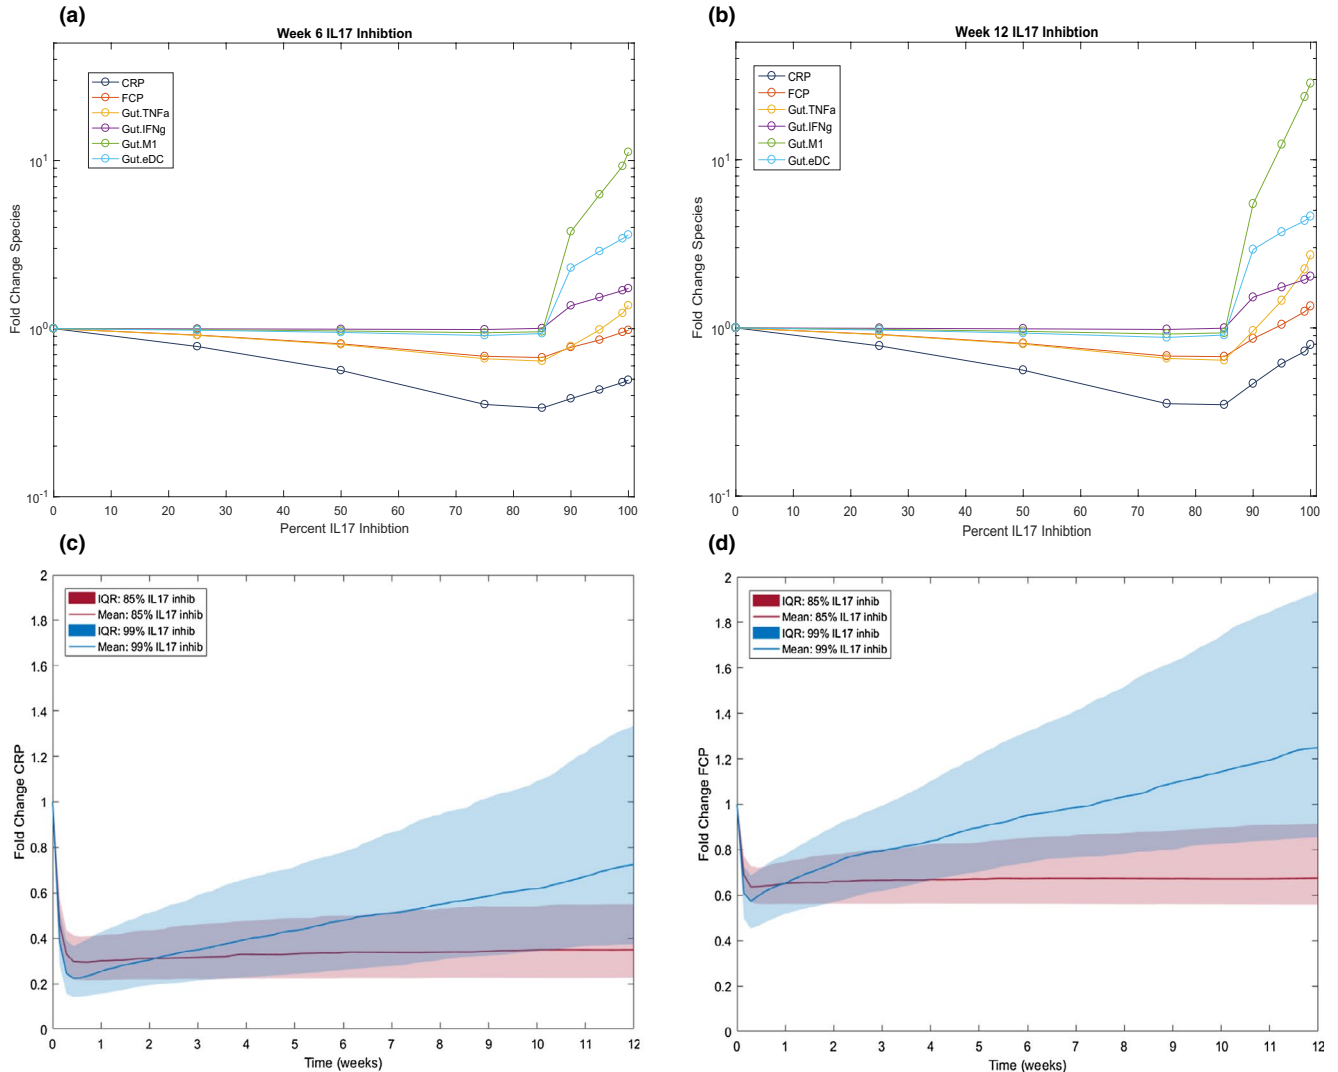 (a)
Week 6 IL17 Inhibtion
CRP
FCP
Gut.TNFa
Gut.IFNg
Gut.M1
Gut.eDC
Fold Change Species
10^1
10^0
10^-1
0 10 20 30 40 50 60 70 80 90 100
Percent IL17 Inhibtion
(b)
Week 12 IL17 Inhibtion
CRP
FCP
Gut.TNFa
Gut.IFNg
Gut.M1
Gut.eDC
Fold Change Species
10^1
10^0
10^-1
0 10 20 30 40 50 60 70 80 90 100
Percent IL17 Inhibtion
(c)
IQR: 85% IL17 inhib
Mean: 85% IL17 inhib
IQR: 99% IL17 inhib
Mean: 99% IL17 inhib
Fold Change CRP
2
1.8
1.6
1.4
1.2
1
0.8
0.6
0.4
0.2
0
0 1 2 3 4 5 6 7 8 9 10 11 12
Time (weeks)
(d)
IQR: 85% IL17 inhib
Mean: 85% IL17 inhib
IQR: 99% IL17 inhib
Mean: 99% IL17 inhib
Fold Change FCP
2
1.8
1.6
1.4
1.2
1
0.8
0.6
0.4
0.2
0
0 1 2 3 4 5 6 7 8 9 10 11 12
Time (weeks)